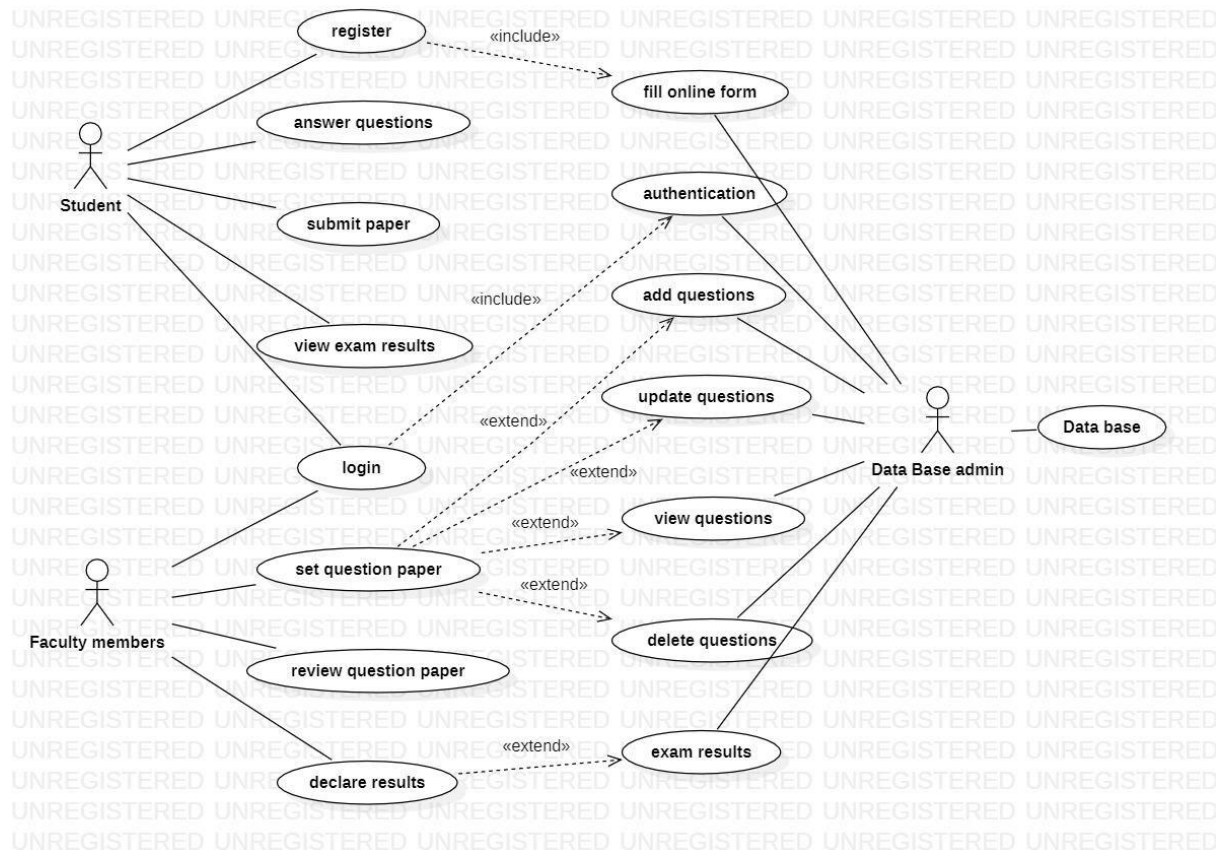 register
«include»
fill online form
answer questions
Student
authentication
submit paper
«include»
add questions
view exam results
update questions
«extend»
Data base
login
«extend»
Data Base admin
view questions
«extend»
set question paper
«extend»
Faculty members
delete questions
review question paper
«extend»
exam results
declare results
UNREGISTERED